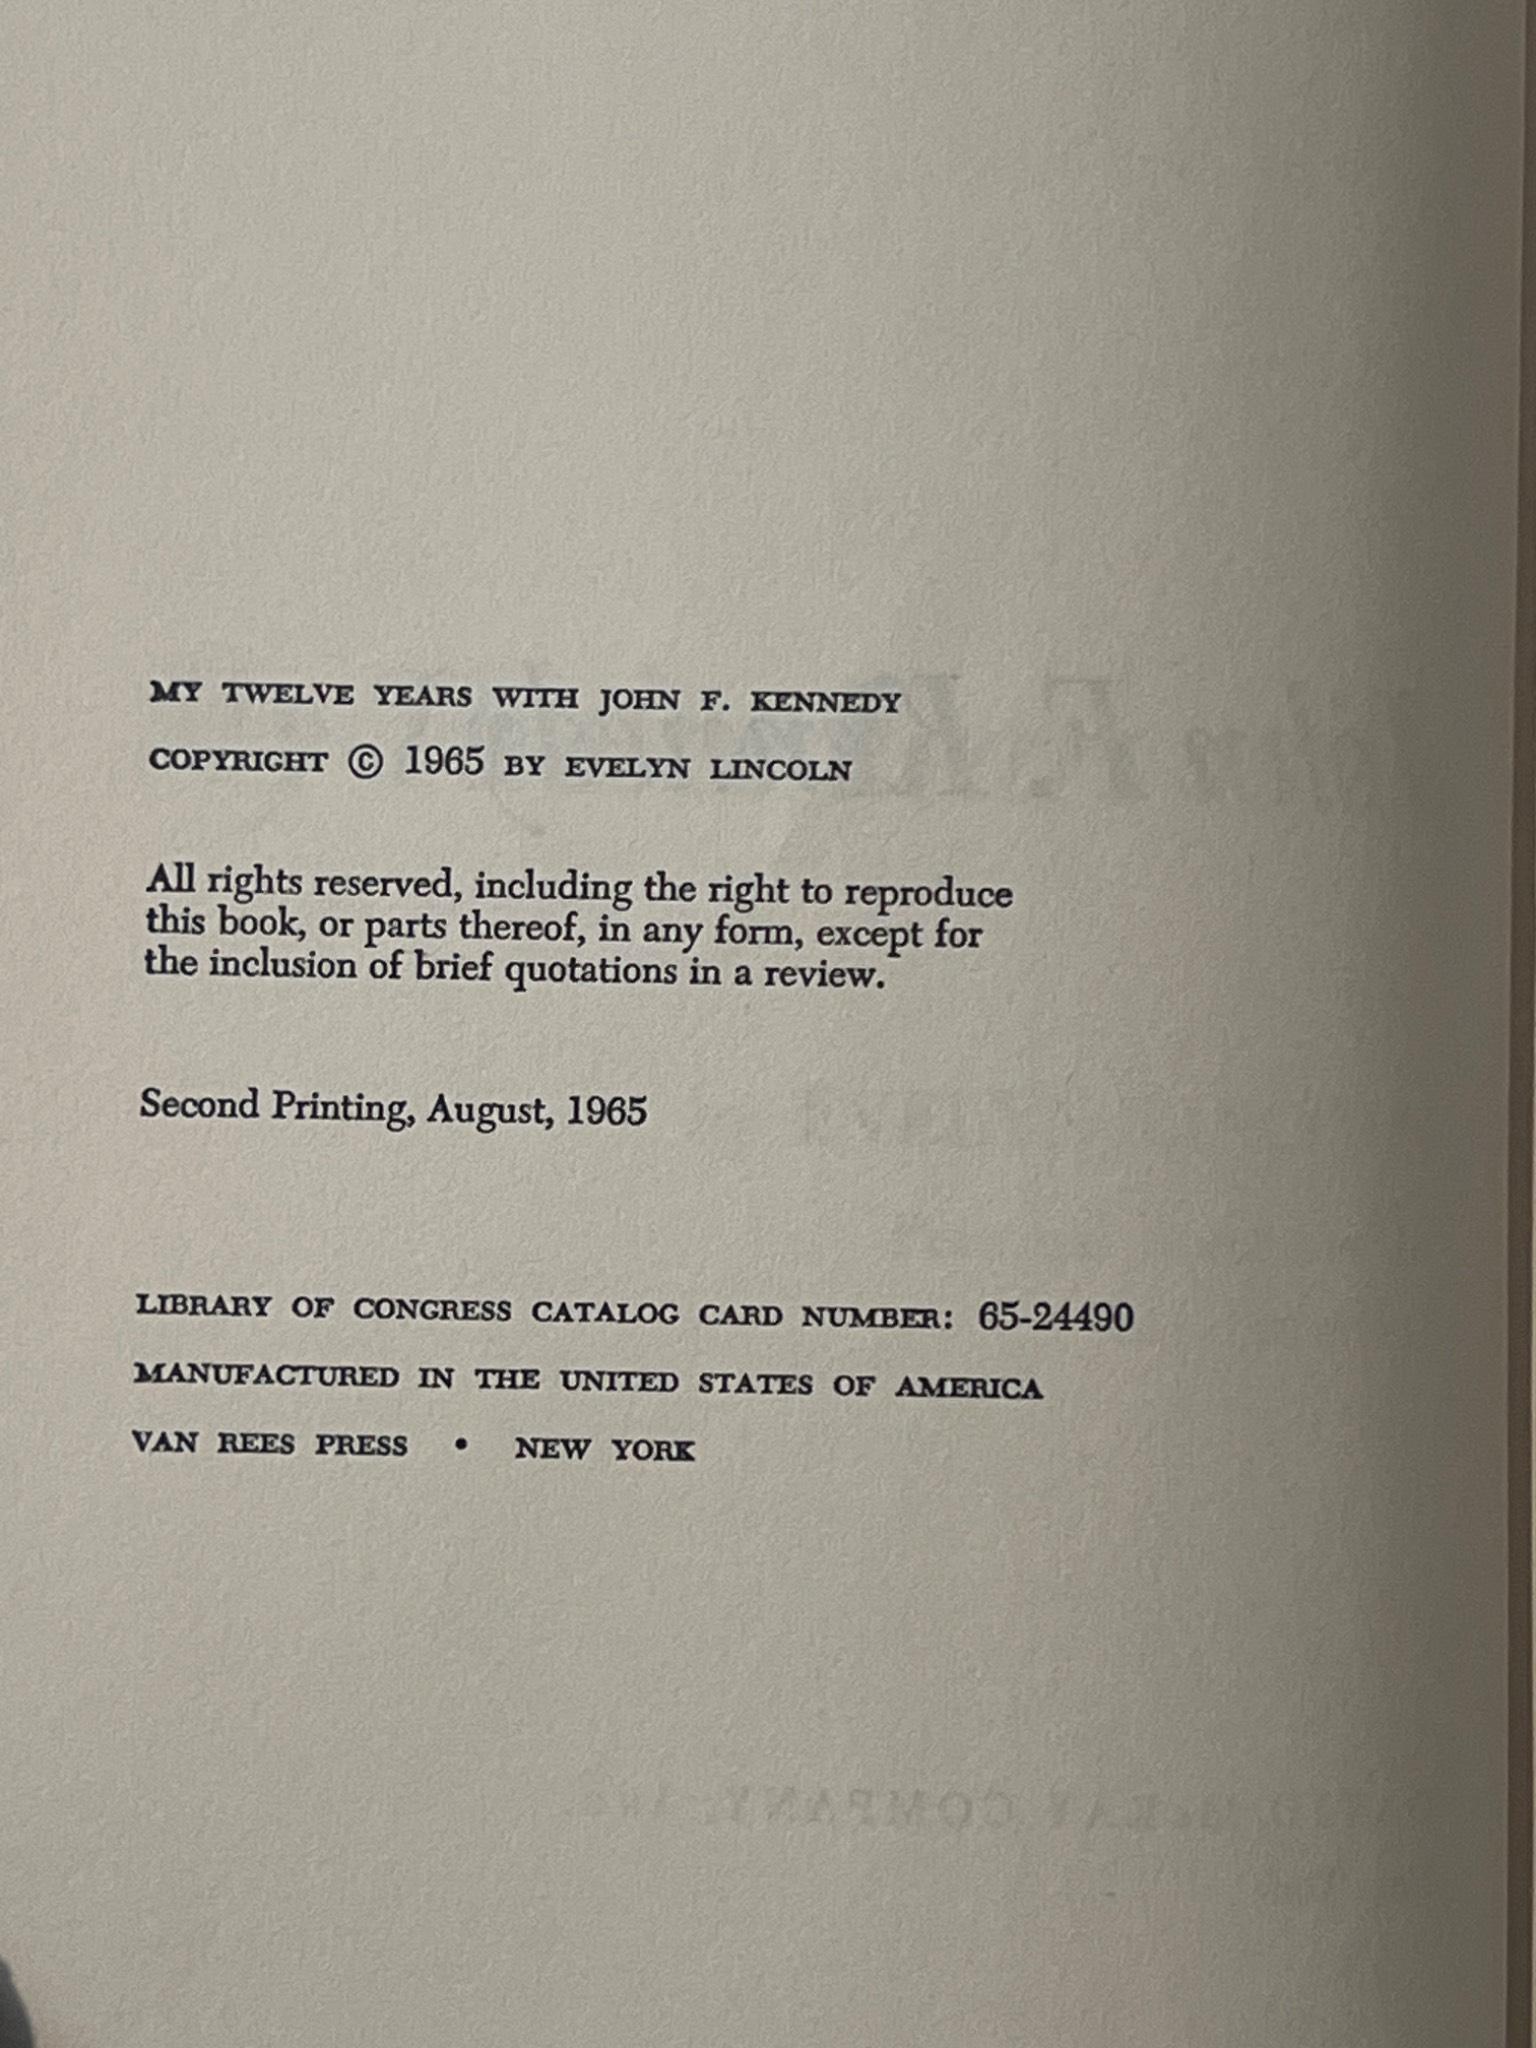 MY TWELVE YEARS WITH JOHN F. KENNEDY
COPYRIGHT © 1965 BY EVELYN LINCOLN
All rights reserved, including the right to reproduce
this book, or parts thereof, in any form, except for
the inclusion of brief quotations in a review.
Second Printing, August, 1965
LIBRARY OF CONGRESS CATALOG CARD NUMBER: 65-24490
MANUFACTURED IN THE UNITED STATES OF AMERICA
VAN REES PRESS • NEW YORK